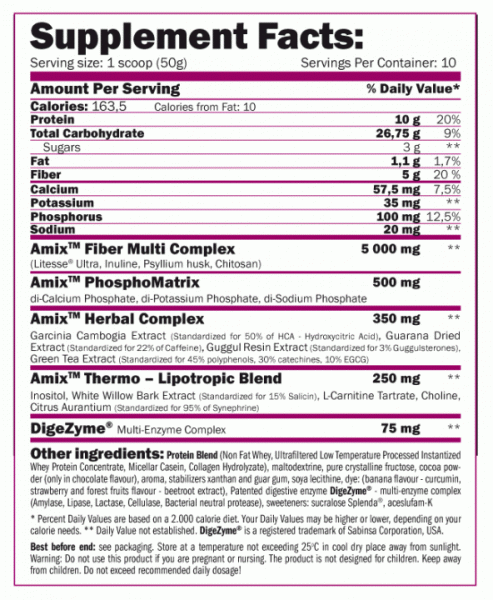 Supplement Facts:
Serving size: 1 scoop (50g) Servings Per Container: 10
Amount Per Serving % Daily Value*
Calories: 163,5 Calories from Fat: 10
Protein 10 g 20%
Total Carbohydrate 26,75 g 9%
Sugars 3 g **
Fat 1,1 g 1,7%
Fiber 5 g 20 %
Calcium 57,5 mg 7,5%
Potassium 35 mg **
Phosphorus 100 mg 12,5%
Sodium 20 mg **
Amix™ Fiber Multi Complex 5 000 mg **
(Litesse® Ultra, Inuline, Psyllium husk, Chitosan)
Amix™ PhosphoMatrix 500 mg
di-Calcium Phosphate, di-Potassium Phosphate, di-Sodium Phosphate
Amix™ Herbal Complex 350 mg **
Garcinia Cambogia Extract (Standardized for 50% of HCA - Hydroxycitric Acid), Guarana Dried
Extract (Standardized for 22% of Caffeine), Guggul Resin Extract (Standardized for 3% Guggulsterones),
Green Tea Extract (Standardized for 45% polyphenols, 30% catechines, 10% EGCG)
Amix™ Thermo – Lipotropic Blend 250 mg **
Inositol, White Willow Bark Extract (Standardized for 15% Salicin), L-Carnitine Tartrate, Choline,
Citrus Aurantium (Standardized for 95% of Synephrine)
DigeZyme® Multi-Enzyme Complex 75 mg **
Other ingredients: Protein Blend (Non Fat Whey, Ultrafiltered Low Temperature Processed Instantized
Whey Protein Concentrate, Micellar Casein, Collagen Hydrolyzate), maltodextrine, pure crystalline fructose, cocoa pow-
der (only in chocolate flavour), aroma, stabilizers xanthan and guar gum, soya lecithine, dye: (banana flavour - curcumin,
strawberry and forest fruits flavour - beetroot extract), Patented digestive enzyme DigeZyme® - multi-enzyme complex
(Amylase, Lipase, Lactase, Cellulase, Bacterial neutral protease), sweeteners: sucralose Splenda®, aceslufam-K
* Percent Daily Values are based on a 2.000 calorie diet. Your Daily Values may be higher or lower, depending on your
calorie needs. ** Daily Value not established. DigeZyme® is a registered trademark of Sabinsa Corporation, USA.
Best before end: see packaging. Store at a temperature not exceeding 25°C in cool dry place away from sunlight.
Warning: Do not use this product if you are pregnant or nursing. The product is not designed for children. Keep away
from children. Do not exceed recommended daily dosage!